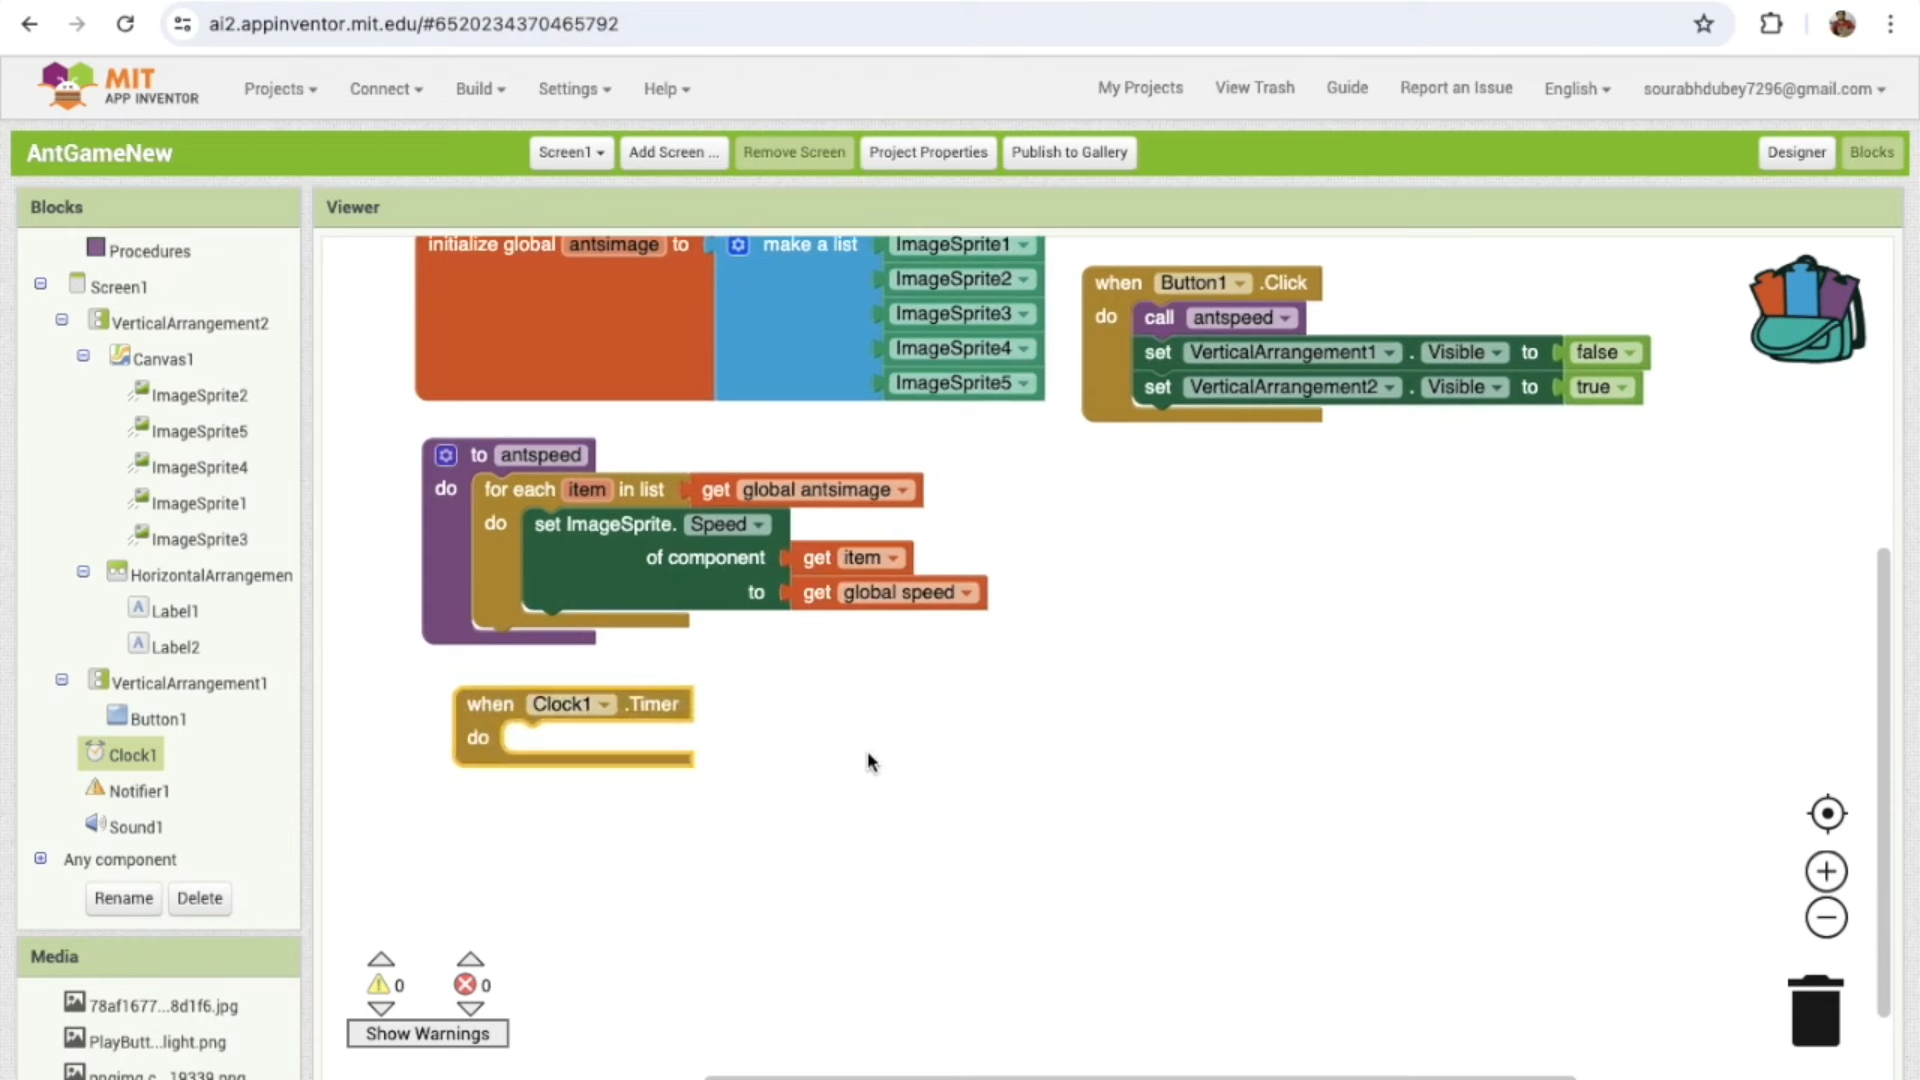 ai2.appinventor.mit.edu/#6520234370465792
MIT
APP INVENTOR
Projects Connect Build Settings Help My Projects View Trash Guide Report an Issue English sourabhdubey7296@gmail.com
AntGameNew Screen1 Add Screen ... Remove Screen Project Properties Publish to Gallery Designer Blocks
Blocks
Procedures
Screen1
VerticalArrangement2
Canvas1
ImageSprite2
ImageSprite5
ImageSprite4
ImageSprite1
ImageSprite3
HorizontalArrangemen
Label1
Label2
VerticalArrangement1
Button1
Clock1
Notifier1
Sound1
Any component
Rename Delete
Media
78af1677...8d1f6.jpg
PlayButt...light.png
pngimg.c...19339.png
Viewer
initialize global antsimage to make a list ImageSprite1
ImageSprite2
ImageSprite3
ImageSprite4
ImageSprite5
when Button1 .Click
do call antspeed
set VerticalArrangement1 . Visible to false
set VerticalArrangement2 . Visible to true
to antspeed
do for each item in list get global antsimage
do set ImageSprite. Speed
of component get item
to get global speed
when Clock1 .Timer
do
0 0
Show Warnings